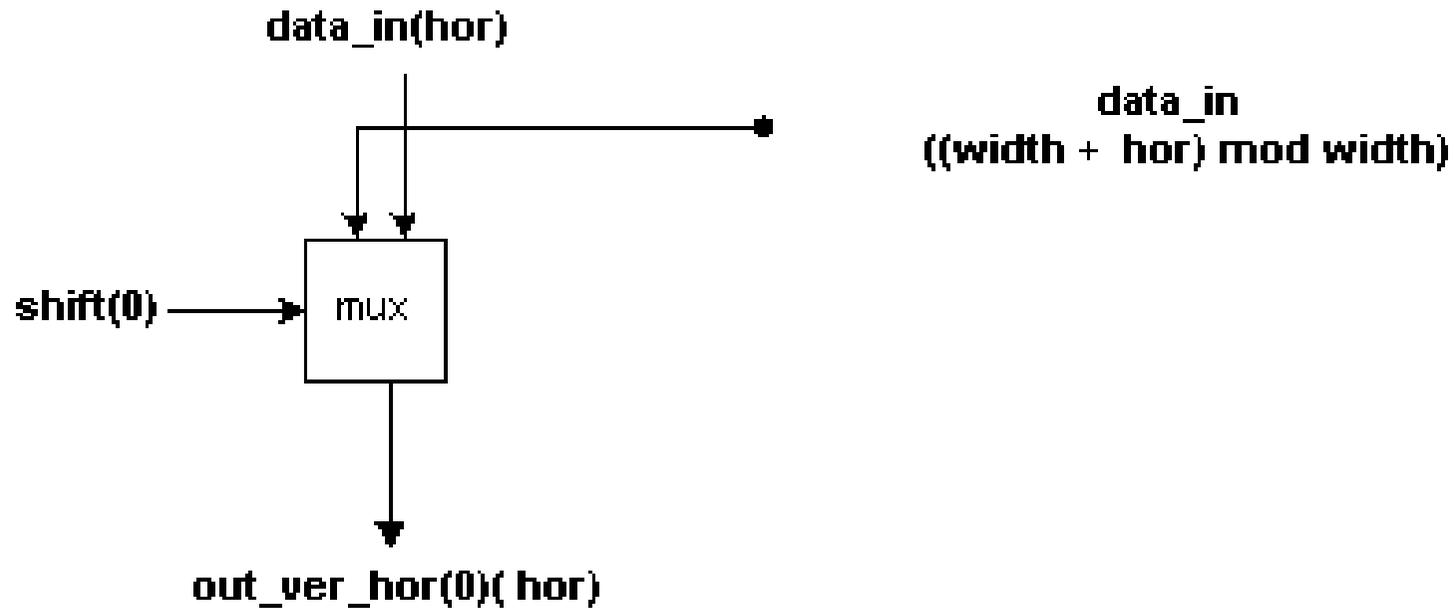 data_in(hor)
data_in
((width + hor) mod width)
shift(0)
mux
out_ver_hor(0)( hor)